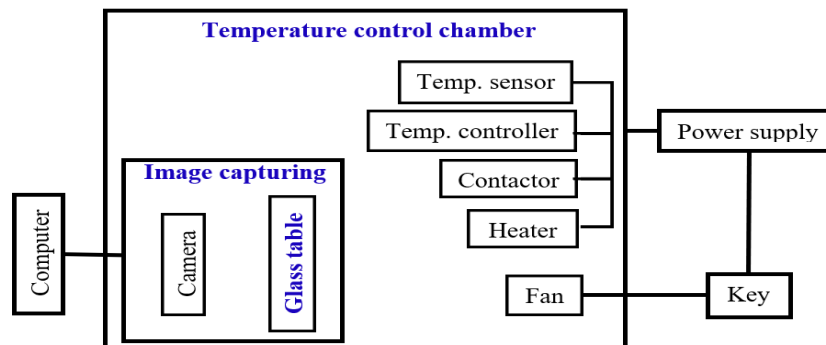 Temperature control chamber
Temp. sensor
Temp. controller
Power supply
Image capturing
Contactor
Computer
Camera
Glass table
Heater
Fan
Key